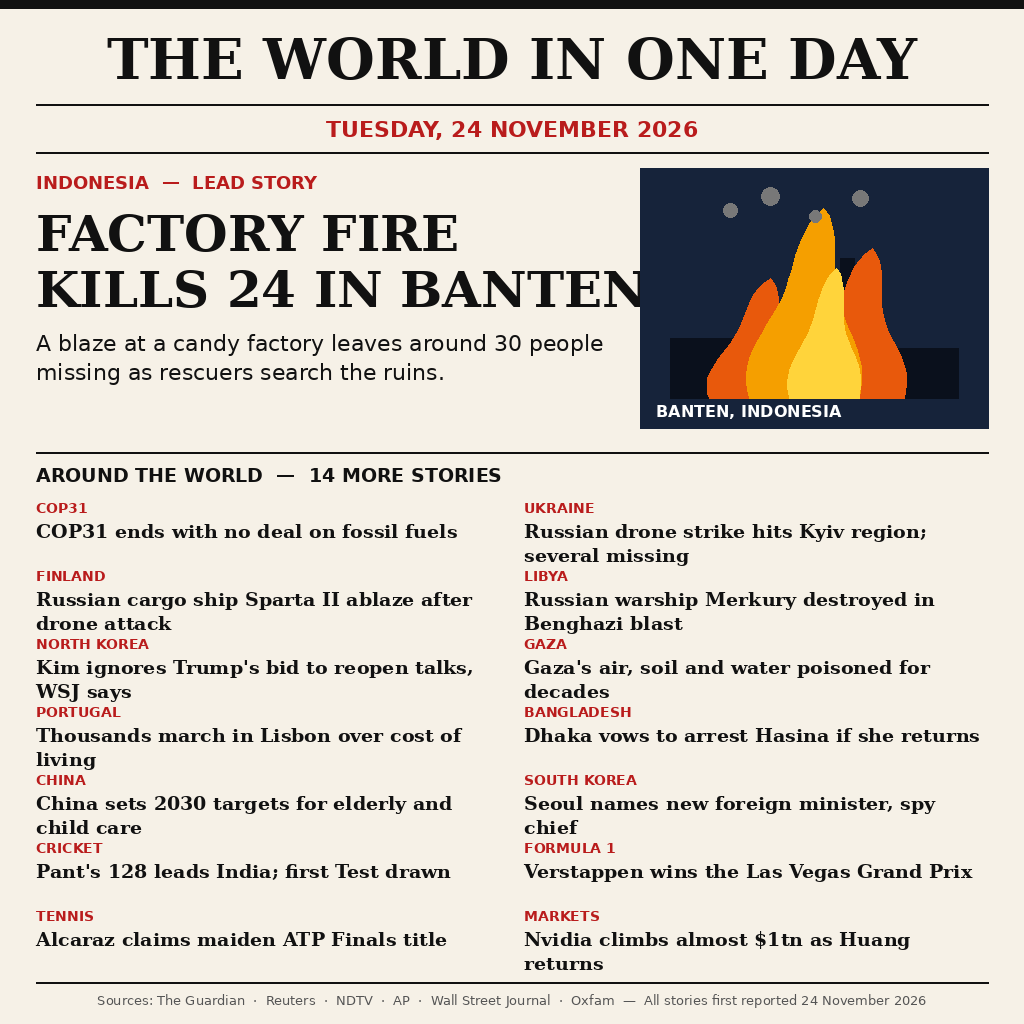 THE WORLD IN ONE DAY
TUESDAY, 24 NOVEMBER 2026
INDONESIA — LEAD STORY
FACTORY FIRE
KILLS 24 IN BANTEN
A blaze at a candy factory leaves around 30 people
missing as rescuers search the ruins.
BANTEN, INDONESIA
AROUND THE WORLD — 14 MORE STORIES
COP31
COP31 ends with no deal on fossil fuels
UKRAINE
Russian drone strike hits Kyiv region;
several missing
FINLAND
Russian cargo ship Sparta II ablaze after
drone attack
LIBYA
Russian warship Merkury destroyed in
Benghazi blast
NORTH KOREA
Kim ignores Trump's bid to reopen talks,
WSJ says
GAZA
Gaza's air, soil and water poisoned for
decades
PORTUGAL
Thousands march in Lisbon over cost of
living
BANGLADESH
Dhaka vows to arrest Hasina if she returns
CHINA
China sets 2030 targets for elderly and
child care
SOUTH KOREA
Seoul names new foreign minister, spy
chief
CRICKET
Pant's 128 leads India; first Test drawn
FORMULA 1
Verstappen wins the Las Vegas Grand Prix
TENNIS
Alcaraz claims maiden ATP Finals title
MARKETS
Nvidia climbs almost $1tn as Huang
returns
Sources: The Guardian · Reuters · NDTV · AP · Wall Street Journal · Oxfam — All stories first reported 24 November 2026